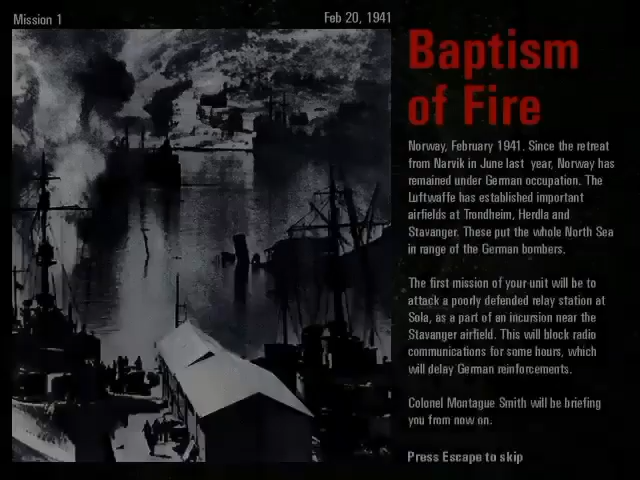 Mission 1
Feb 20, 1941
Baptism
of Fire
Norway, February 1941. Since the retreat
from Narvik in June last year, Norway has
remained under German occupation. The
Luftwaffe has established important
airfields at Trondheim, Herdla and
Stavanger. These put the whole North Sea
in range of the German bombers.
The first mission of your unit will be to
attack a poorly defended relay station at
Sola, as a part of an incursion near the
Stavanger airfield. This will block radio
communications for some hours, which
will delay German reinforcements.
Colonel Montague Smith will be briefing
you from now on.
Press Escape to skip